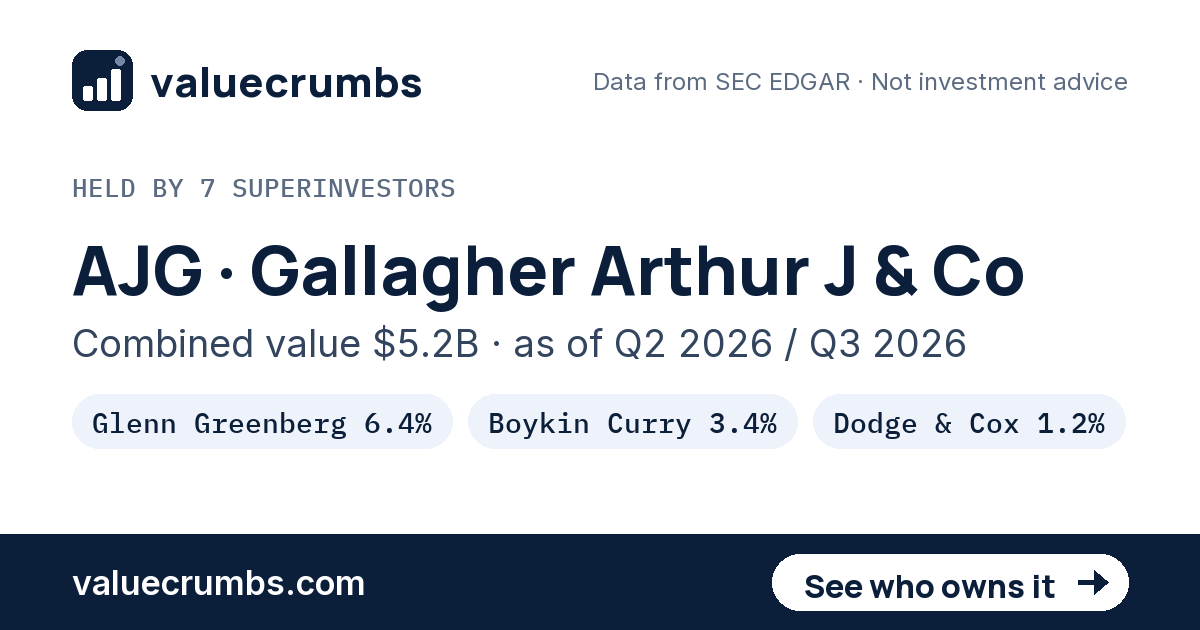 valuecrumbs
Data from SEC EDGAR · Not investment advice
HELD BY 7 SUPERINVESTORS
AJG · Gallagher Arthur J & Co
Combined value $5.2B · as of Q2 2026 / Q3 2026
Glenn Greenberg 6.4%
Boykin Curry 3.4%
Dodge & Cox 1.2%
valuecrumbs.com
See who owns it →